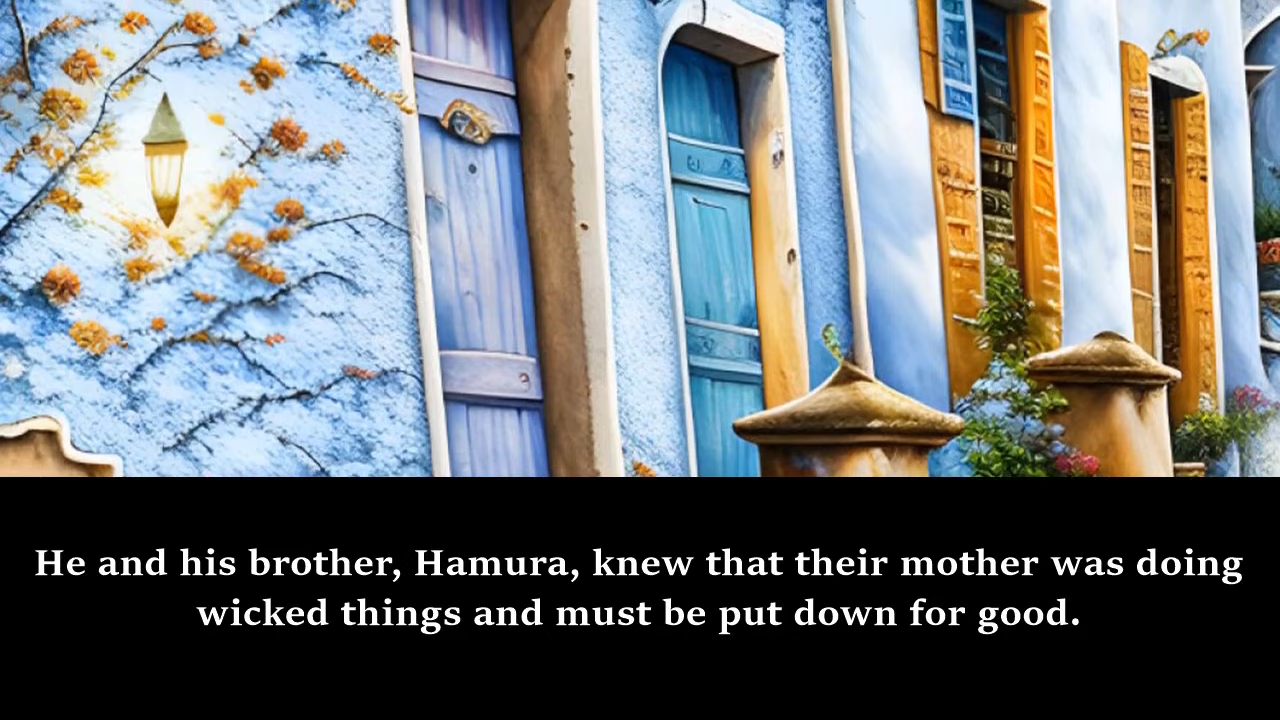 He and his brother, Hamura, knew that their mother was doing
wicked things and must be put down for good.